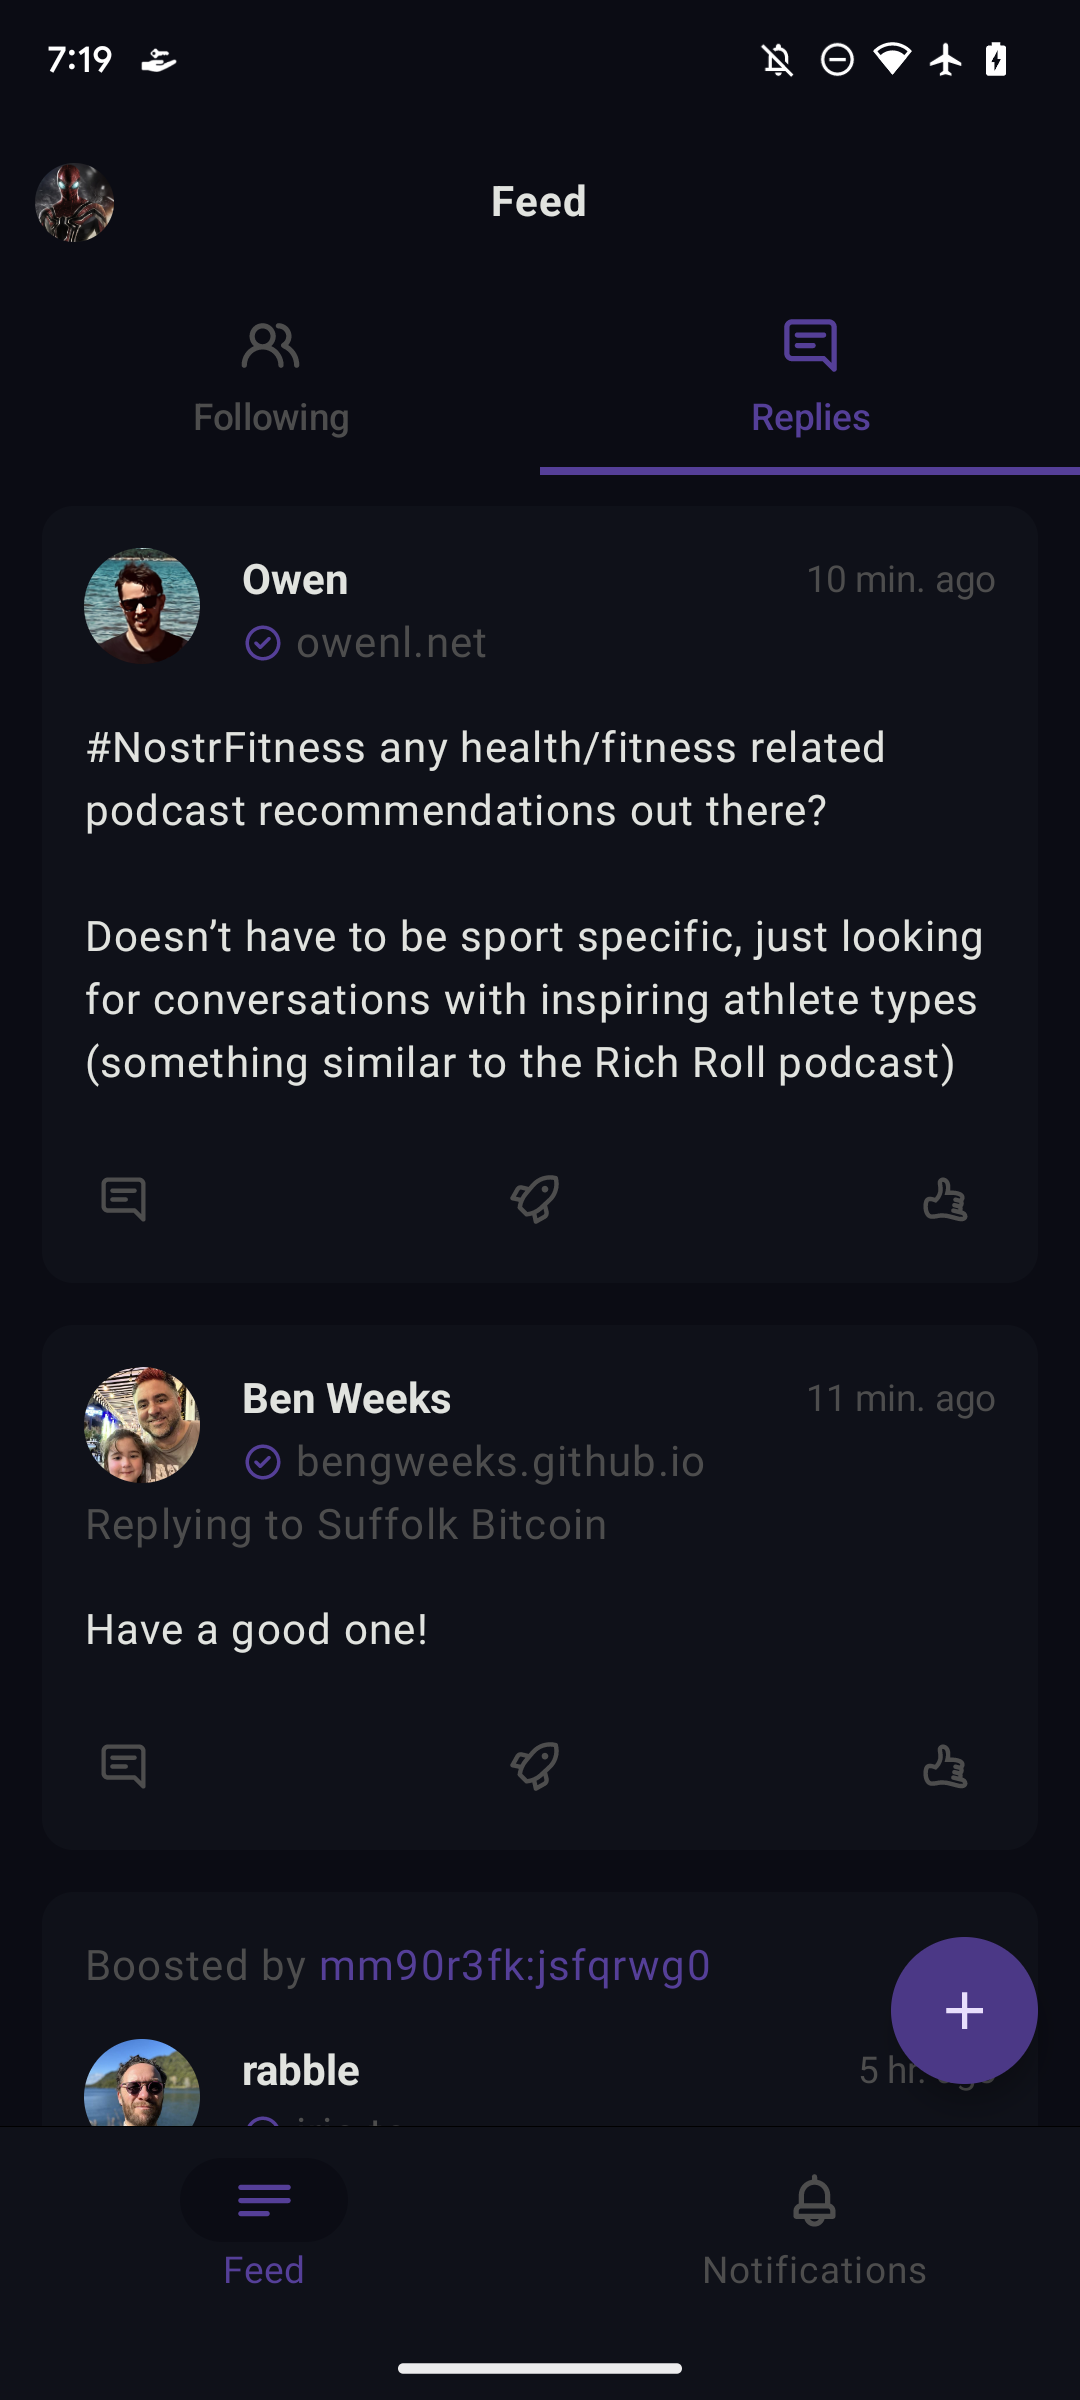 7:19
Feed
Following
Replies
Owen
10 min. ago
owenl.net
#NostrFitness any health/fitness related
podcast recommendations out there?
Doesn’t have to be sport specific, just looking
for conversations with inspiring athlete types
(something similar to the Rich Roll podcast)
Ben Weeks
11 min. ago
bengweeks.github.io
Replying to Suffolk Bitcoin
Have a good one!
Boosted by mm90r3fk:jsfqrwg0
rabble
5 hr. ago
Feed
Notifications